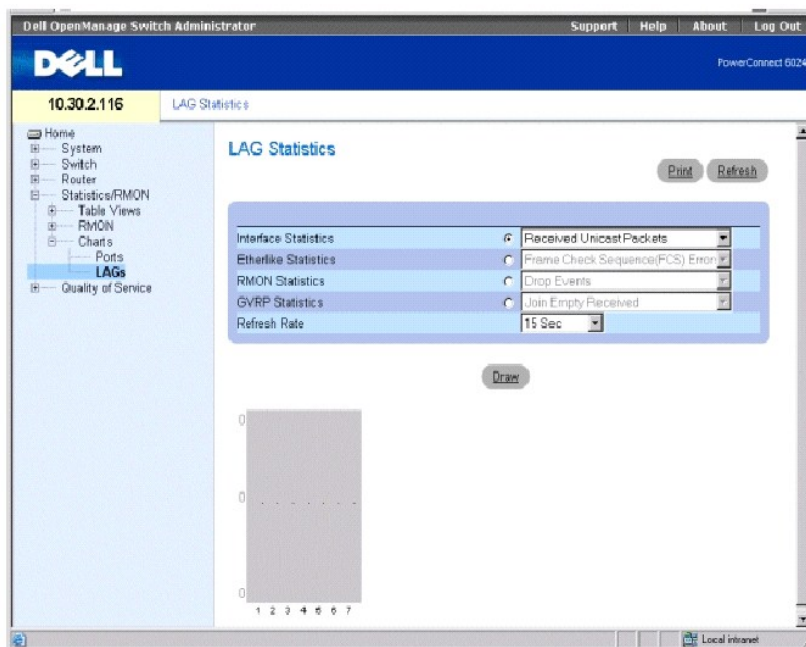 Dell OpenManage Switch Administrator
Support Help About Log Out
DELL
PowerConnect 6024
10.30.2.116
LAG Statistics
Home
System
Switch
Router
Statistics/RMON
Table Views
RMON
Charts
Ports
LAGs
Quality of Service
LAG Statistics
Print Refresh
Interface Statistics Received Unicast Packets
Etherlike Statistics Frame Check Sequence(FCS) Error
RMON Statistics Drop Events
GVRP Statistics Join Empty Received
Refresh Rate 15 Sec
Draw
0
0
0
1 2 3 4 5 6 7
Local intranet